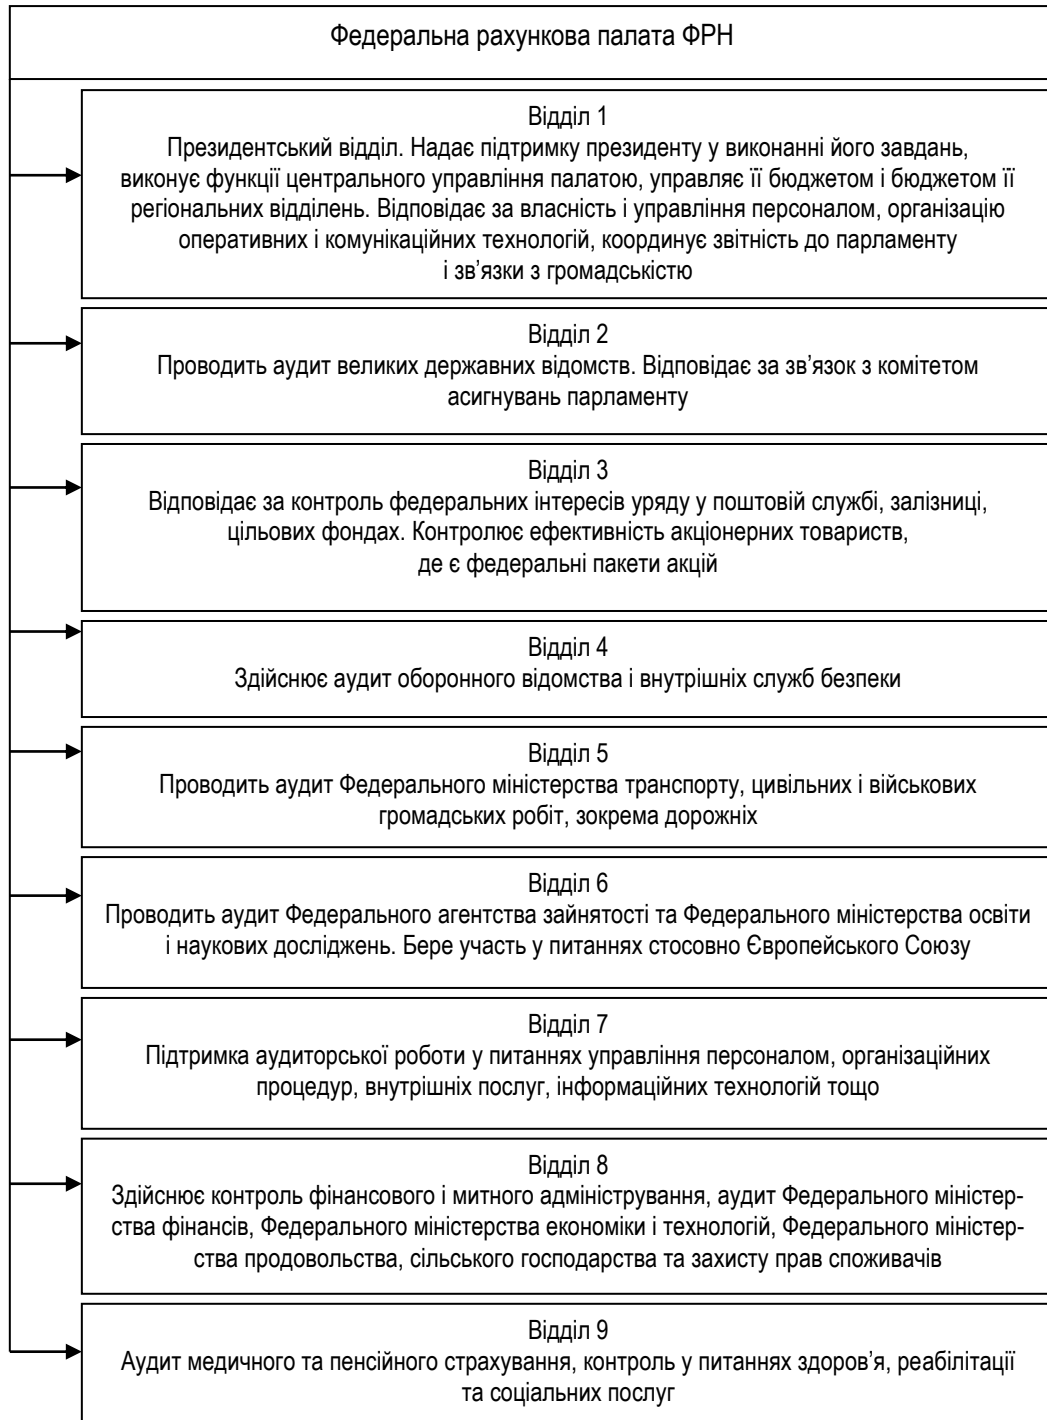 Федеральна рахункова палата ФРН
Відділ 1
Президентський відділ. Надає підтримку президенту у виконанні його завдань,
виконує функції центрального управління палатою, управляє її бюджетом і бюджетом її
регіональних відділень. Відповідає за власність і управління персоналом, організацію
оперативних і комунікаційних технологій, координує звітність до парламенту
і зв’язки з громадськістю
Відділ 2
Проводить аудит великих державних відомств. Відповідає за зв’язок з комітетом
асигнувань парламенту
Відділ 3
Відповідає за контроль федеральних інтересів уряду у поштовій службі, залізниці,
цільових фондах. Контролює ефективність акціонерних товариств,
де є федеральні пакети акцій
Відділ 4
Здійснює аудит оборонного відомства і внутрішніх служб безпеки
Відділ 5
Проводить аудит Федерального міністерства транспорту, цивільних і військових
громадських робіт, зокрема дорожніх
Відділ 6
Проводить аудит Федерального агентства зайнятості та Федерального міністерства освіти
і наукових досліджень. Бере участь у питаннях стосовно Європейського Союзу
Відділ 7
Підтримка аудиторської роботи у питаннях управління персоналом, організаційних
процедур, внутрішніх послуг, інформаційних технологій тощо
Відділ 8
Здійснює контроль фінансового і митного адміністрування, аудит Федерального міністер-
ства фінансів, Федерального міністерства економіки і технологій, Федерального міністер-
ства продовольства, сільського господарства та захисту прав споживачів
Відділ 9
Аудит медичного та пенсійного страхування, контроль у питаннях здоров’я, реабілітації
та соціальних послуг